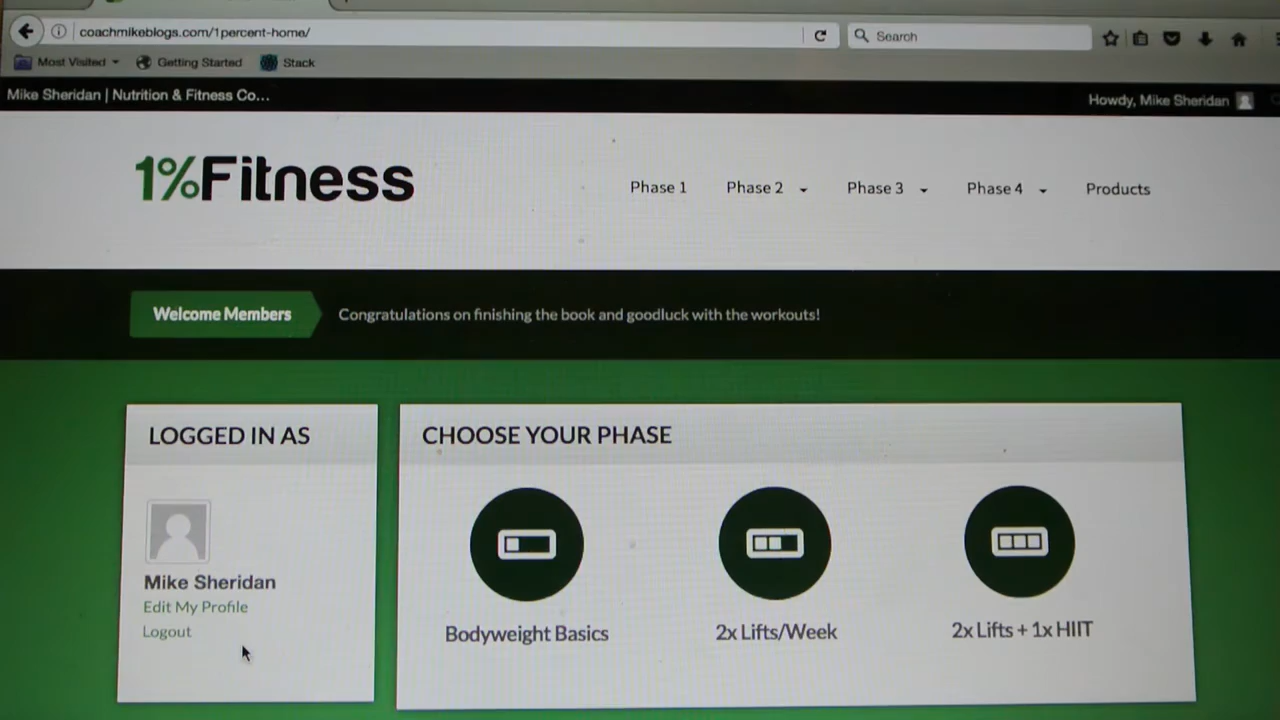 coachmikeblogs.com/1percent-home/
Search
Most Visited
Getting Started
Stack
Mike Sheridan | Nutrition & Fitness Co...
Howdy, Mike Sheridan
1%Fitness
Phase 1
Phase 2
Phase 3
Phase 4
Products
Welcome Members
Congratulations on finishing the book and goodluck with the workouts!
LOGGED IN AS
Mike Sheridan
Edit My Profile
Logout
CHOOSE YOUR PHASE
Bodyweight Basics
2x Lifts/Week
2x Lifts + 1x HIIT